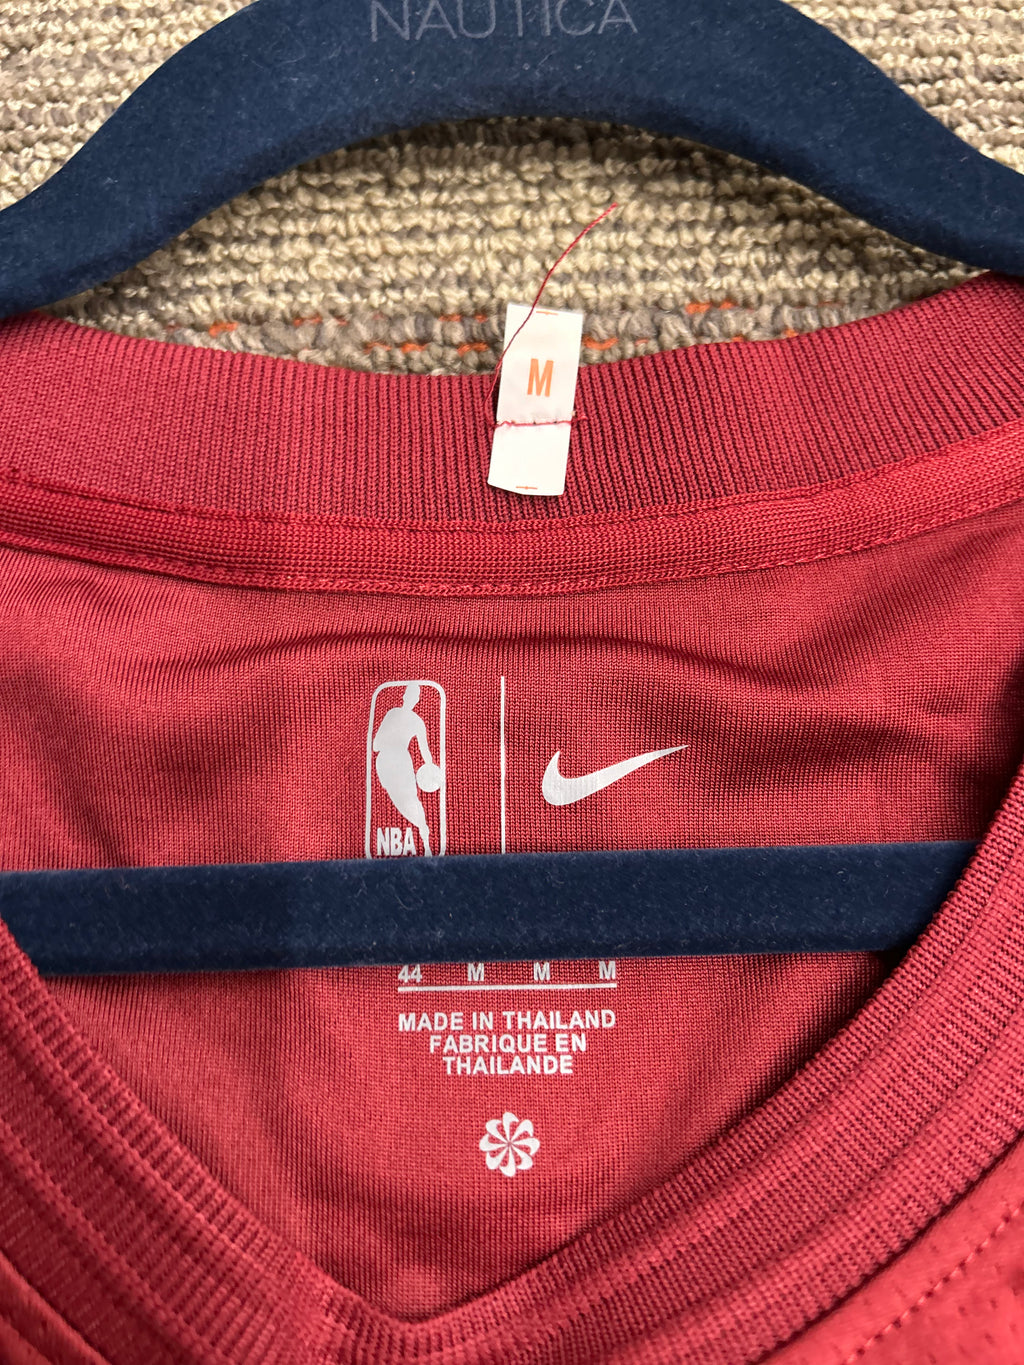 NAUTICA
M
NBA
44 M M M
MADE IN THAILAND
FABRIQUE EN
THAILANDE